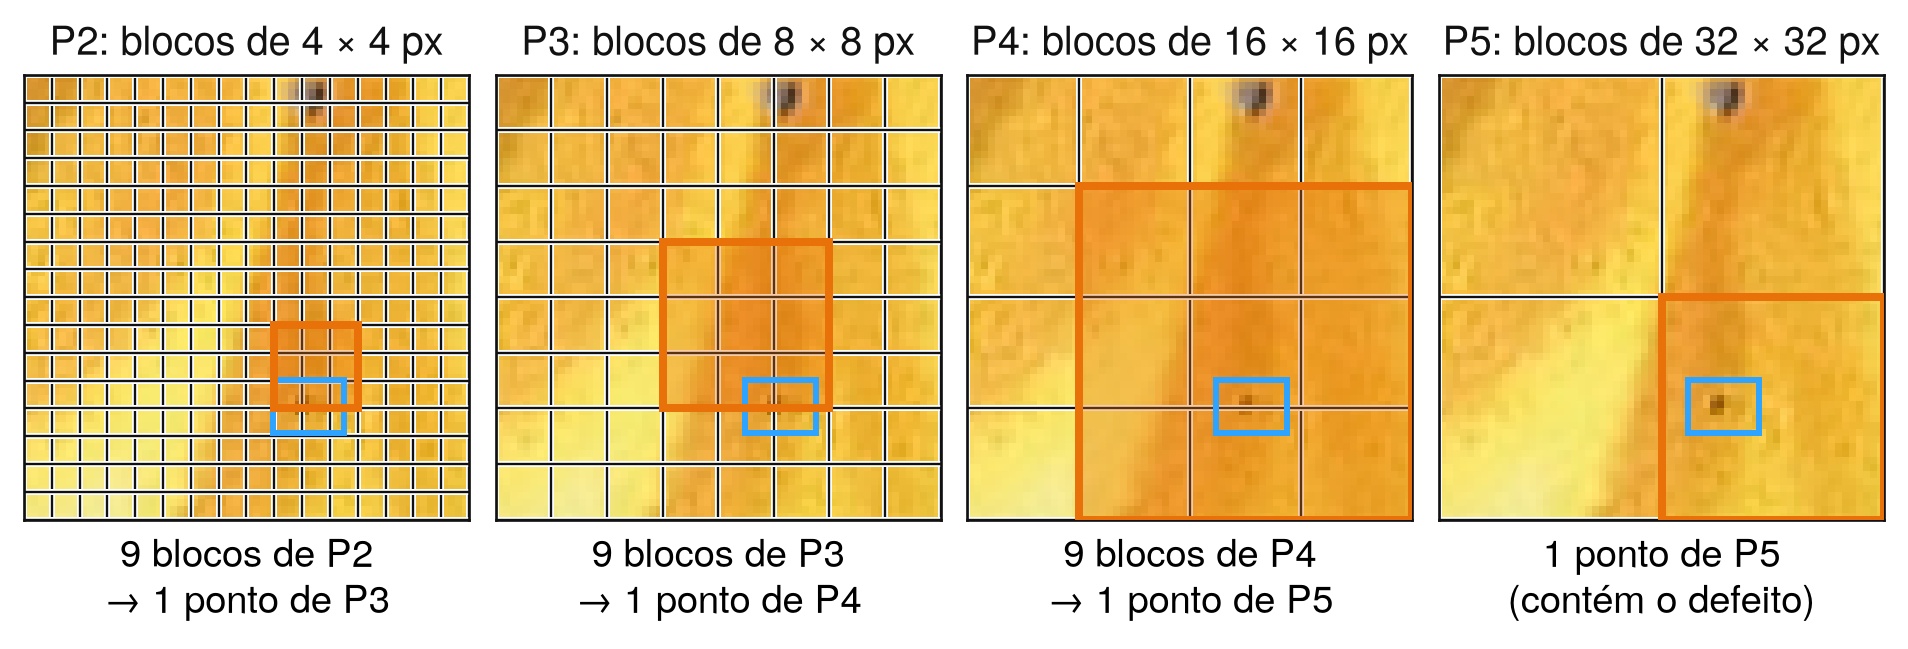 P2: blocos de 4 × 4 px
P3: blocos de 8 × 8 px
P4: blocos de 16 × 16 px
P5: blocos de 32 × 32 px
9 blocos de P2
→ 1 ponto de P3
9 blocos de P3
→ 1 ponto de P4
9 blocos de P4
→ 1 ponto de P5
1 ponto de P5
(contém o defeito)